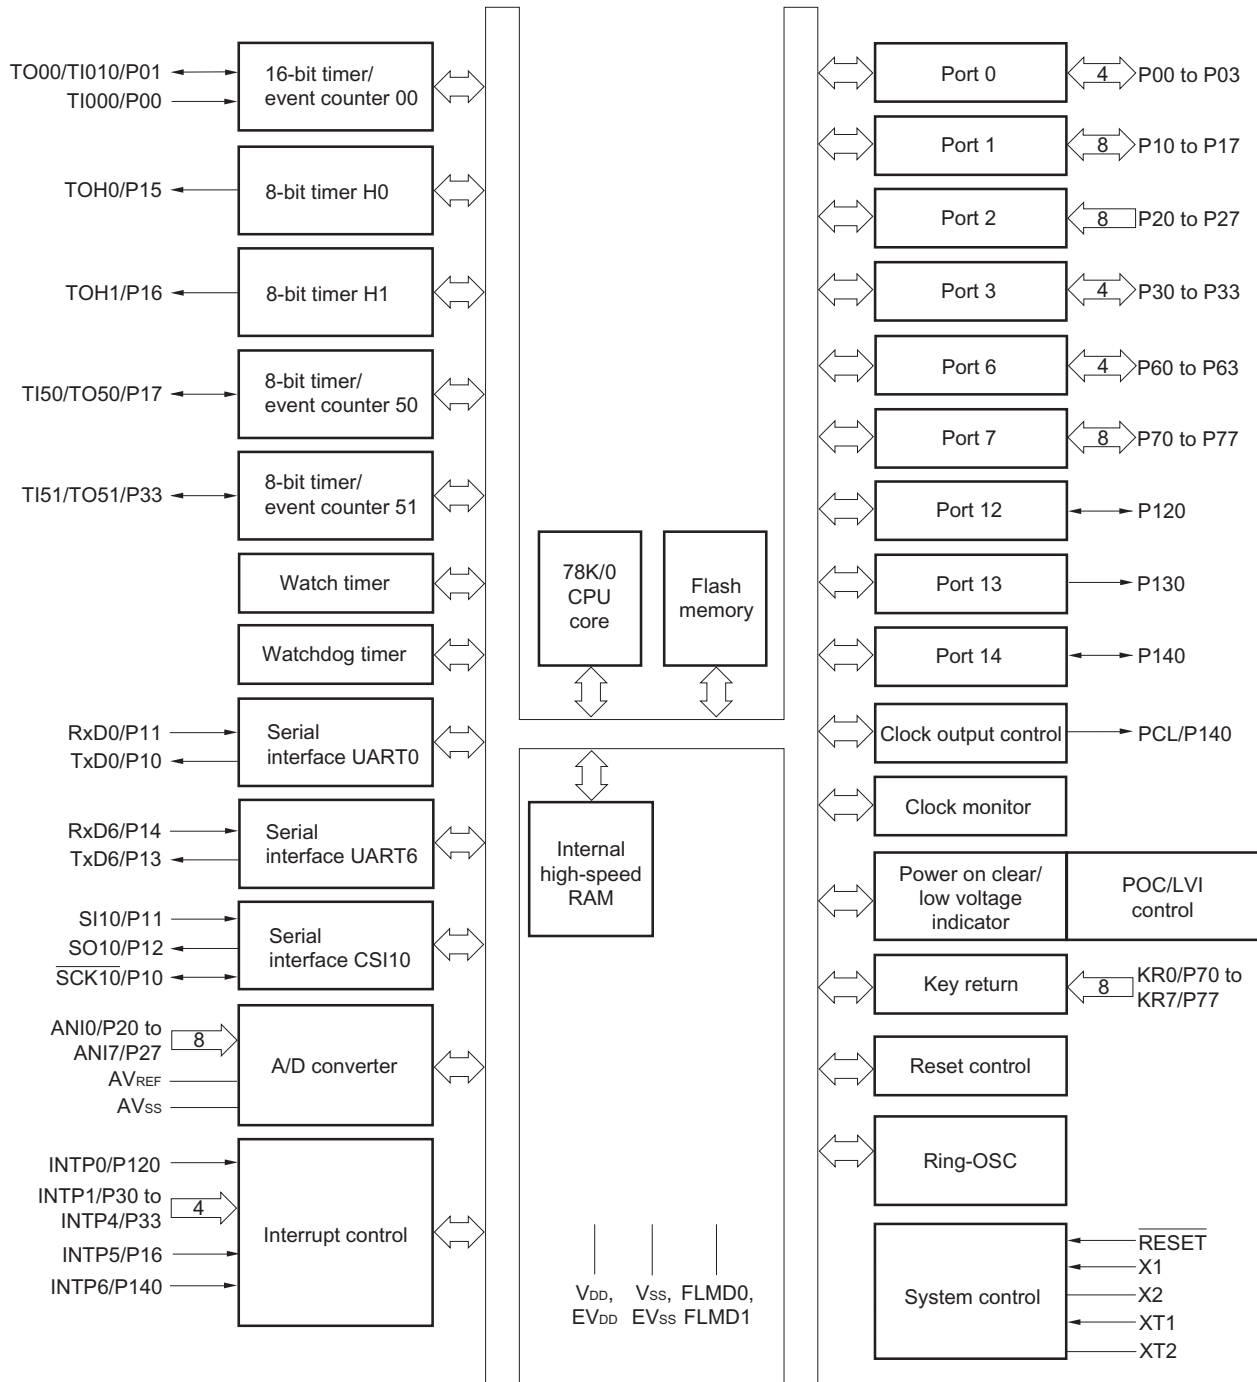 TO00/TI010/P01
TI000/P00
16-bit timer/
event counter 00
TOH0/P15
8-bit timer H0
TOH1/P16
8-bit timer H1
TI50/TO50/P17
8-bit timer/
event counter 50
TI51/TO51/P33
8-bit timer/
event counter 51
Watch timer
Watchdog timer
RxD0/P11
TxD0/P10
Serial
interface UART0
RxD6/P14
TxD6/P13
Serial
interface UART6
SI10/P11
SO10/P12
SCK10/P10
Serial
interface CSI10
ANI0/P20 to
ANI7/P27
8
AVREF
AVSS
A/D converter
INTP0/P120
INTP1/P30 to
INTP4/P33
4
INTP5/P16
INTP6/P140
Interrupt control
78K/0
CPU
core
Flash
memory
Internal
high-speed
RAM
VDD,
EVDD
VSS,
EVSS
FLMD0,
FLMD1
Port 0
4
P00 to P03
Port 1
8
P10 to P17
Port 2
8
P20 to P27
Port 3
4
P30 to P33
Port 6
4
P60 to P63
Port 7
8
P70 to P77
Port 12
P120
Port 13
P130
Port 14
P140
Clock output control
PCL/P140
Clock monitor
Power on clear/
low voltage
indicator
POC/LVI
control
Key return
8
KR0/P70 to
KR7/P77
Reset control
Ring-OSC
System control
RESET
X1
X2
XT1
XT2